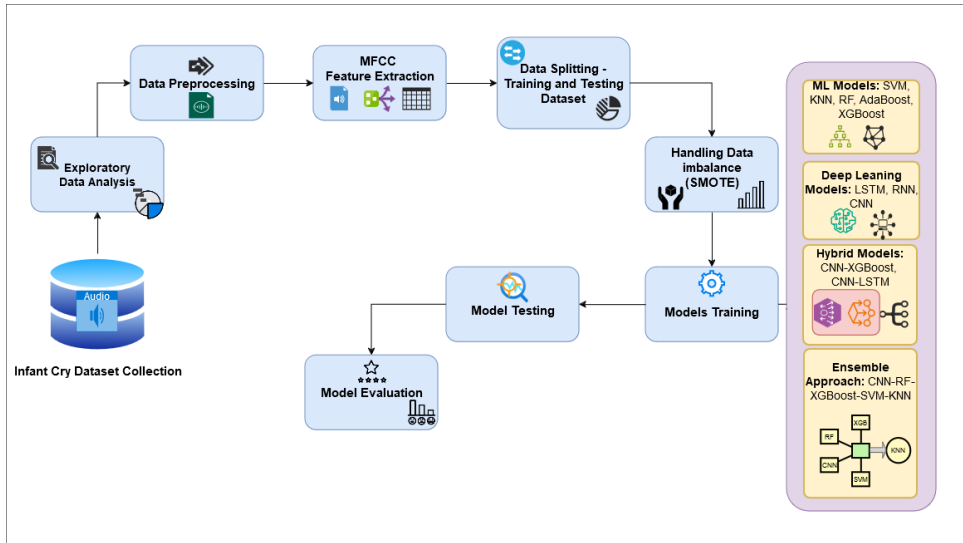 Data Preprocessing
MFCC
Feature Extraction
Data Splitting -
Training and Testing
Dataset
Exploratory
Data Analysis
Handling Data
imbalance
(SMOTE)
Audio
Infant Cry Dataset Collection
Models Training
Model Testing
Model Evaluation
ML Models: SVM,
KNN, RF, AdaBoost,
XGBoost
Deep Leaning
Models: LSTM, RNN,
CNN
Hybrid Models:
CNN-XGBoost,
CNN-LSTM
Ensemble
Approach: CNN-RF-
XGBoost-SVM-KNN
XGB
RF
KNN
CNN
SVM